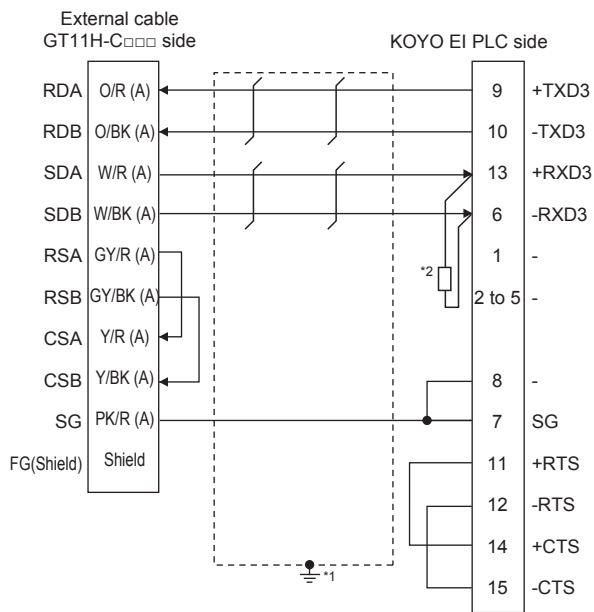 External cable
GT11H-C□□□ side
KOYO EI PLC side
RDA O/R (A) 9 +TXD3
RDB O/BK (A) 10 -TXD3
SDA W/R (A) 13 +RXD3
SDB W/BK (A) 6 -RXD3
RSA GY/R (A) 1 -
*2
RSB GY/BK (A) 2 to 5 -
CSA Y/R (A)
CSB Y/BK (A) 8 -
SG PK/R (A) 7 SG
FG(Shield) Shield 11 +RTS
12 -RTS
14 +CTS
*1
15 -CTS